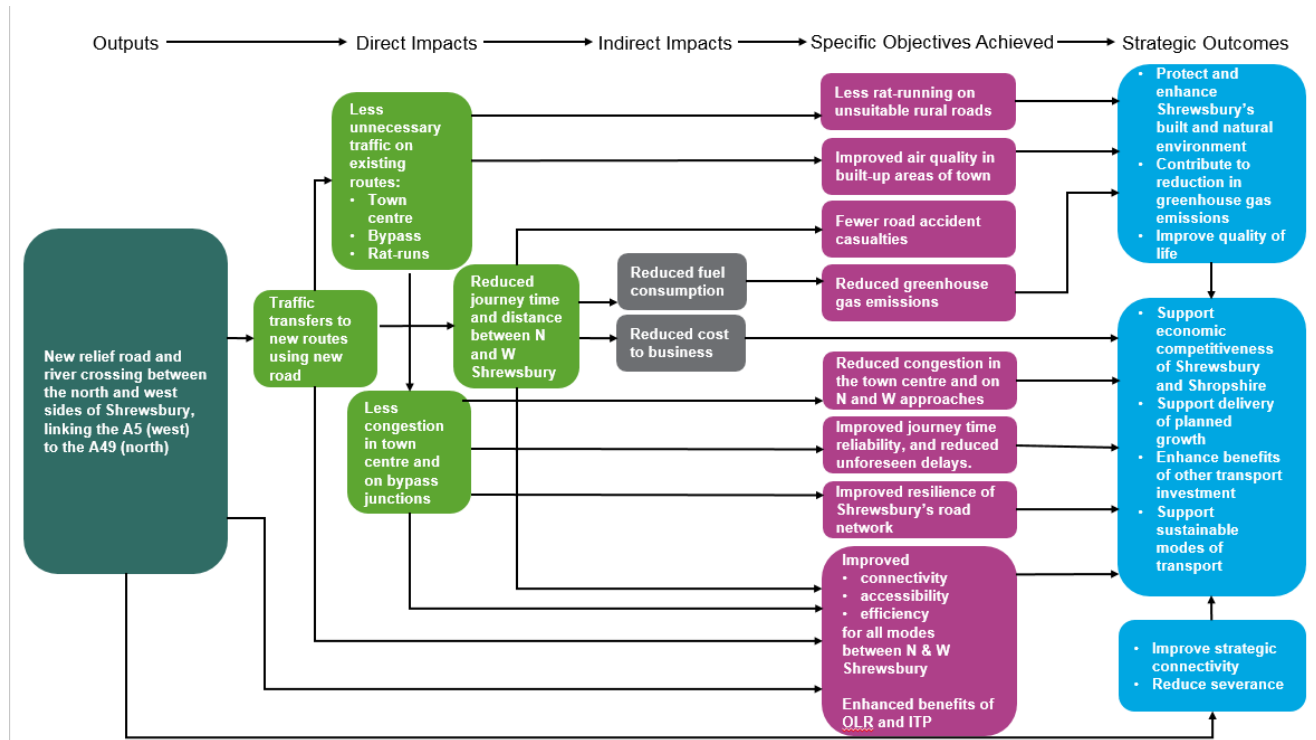 Outputs
Direct Impacts
Indirect Impacts
Specific Objectives Achieved
Strategic Outcomes
New relief road and
river crossing between
the north and west
sides of Shrewsbury,
linking the A5 (west)
to the A49 (north)
Traffic
transfers to
new routes
using new
road
Less
unnecessary
traffic on
existing
routes:
• Town
centre
• Bypass
• Rat-runs
Reduced
journey time
and distance
between N
and W
Shrewsbury
Less
congestion
in town
centre and
on bypass
junctions
Reduced fuel
consumption
Reduced cost
to business
Less rat-running on
unsuitable rural roads
Improved air quality in
built-up areas of town
Fewer road accident
casualties
Reduced greenhouse
gas emissions
Reduced congestion in
the town centre and on
N and W approaches
Improved journey time
reliability, and reduced
unforeseen delays.
Improved resilience of
Shrewsbury's road
network
Improved
• connectivity
• accessibility
• efficiency
for all modes
between N & W
Shrewsbury
Enhanced benefits of
OLR and ITP
• Protect and
enhance
Shrewsbury's
built and natural
environment
• Contribute to
reduction in
greenhouse gas
emissions
• Improve quality of
life
• Support
economic
competitiveness
of Shrewsbury
and Shropshire
• Support delivery
of planned
growth
• Enhance benefits
of other transport
investment
• Support
sustainable
modes of
transport
• Improve strategic
connectivity
• Reduce severance